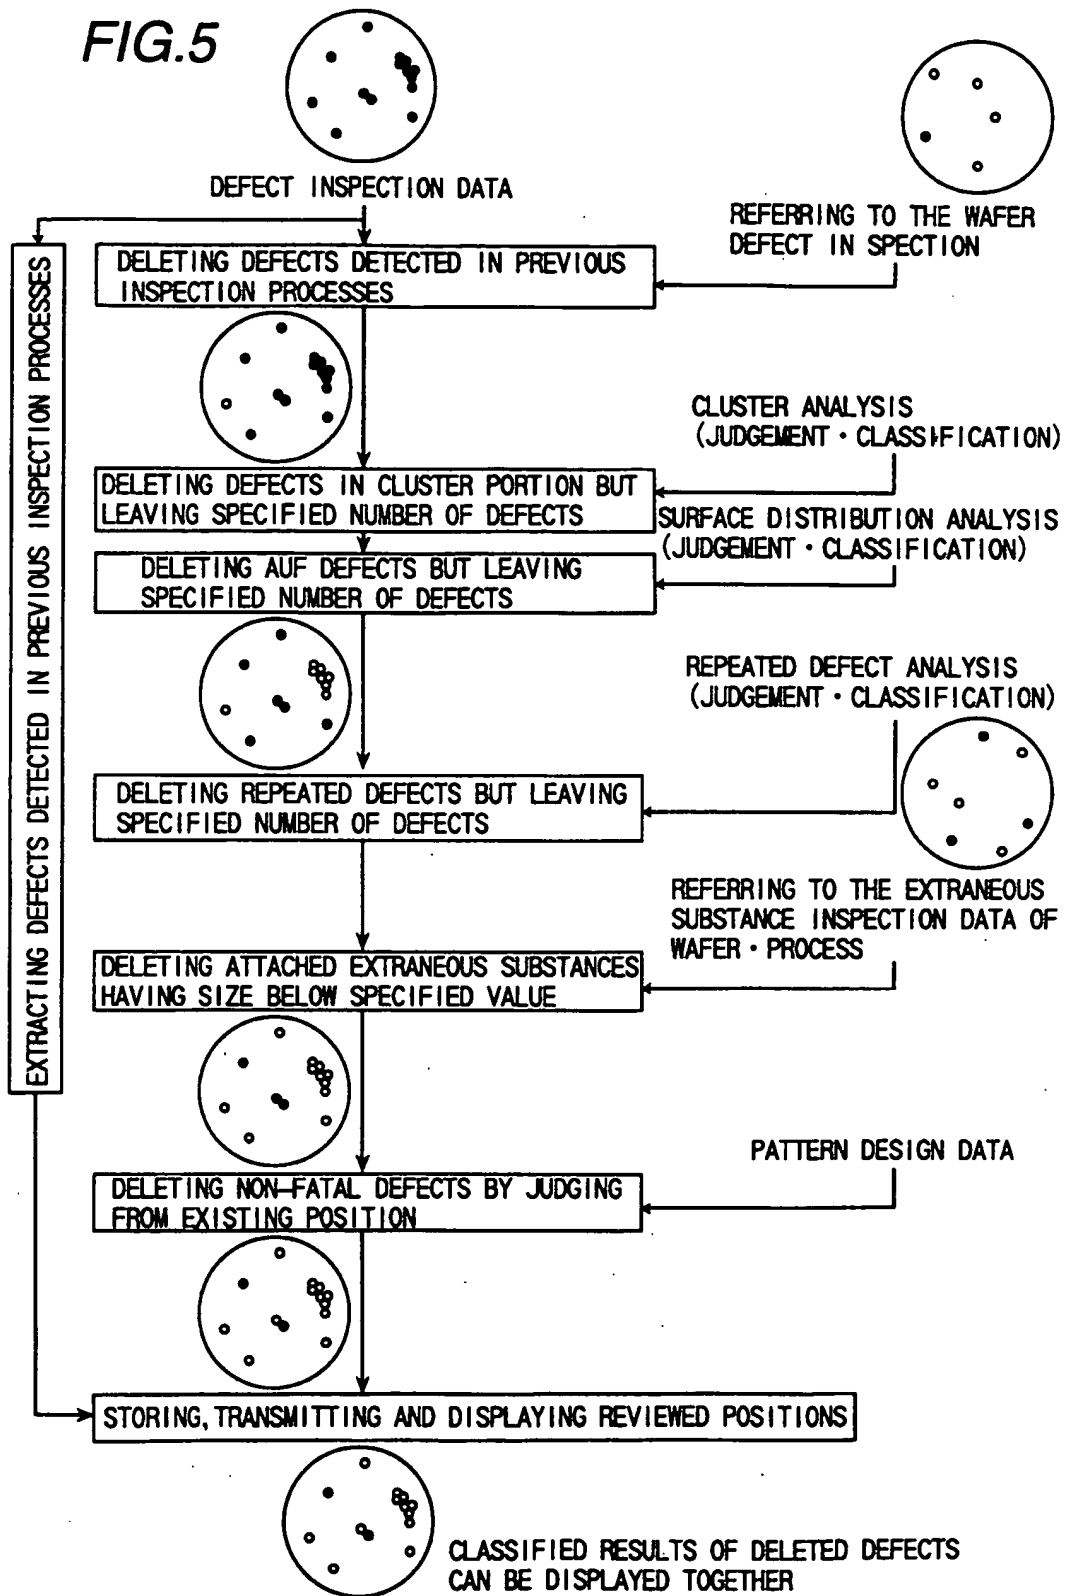 FIG.5
DEFECT INSPECTION DATA
REFERRING TO THE WAFER
DEFECT IN SPECTION
EXTRACTING DEFECTS DETECTED IN PREVIOUS INSPECTION PROCESSES
DELETING DEFECTS DETECTED IN PREVIOUS
INSPECTION PROCESSES
CLUSTER ANALYSIS
(JUDGEMENT・CLASSIFICATION)
DELETING DEFECTS IN CLUSTER PORTION BUT
LEAVING SPECIFIED NUMBER OF DEFECTS
SURFACE DISTRIBUTION ANALYSIS
(JUDGEMENT・CLASSIFICATION)
DELETING AUF DEFECTS BUT LEAVING
SPECIFIED NUMBER OF DEFECTS
REPEATED DEFECT ANALYSIS
(JUDGEMENT・CLASSIFICATION)
DELETING REPEATED DEFECTS BUT LEAVING
SPECIFIED NUMBER OF DEFECTS
REFERRING TO THE EXTRANEOUS
SUBSTANCE INSPECTION DATA OF
WAFER・PROCESS
DELETING ATTACHED EXTRANEOUS SUBSTANCES
HAVING SIZE BELOW SPECIFIED VALUE
PATTERN DESIGN DATA
DELETING NON-FATAL DEFECTS BY JUDGING
FROM EXISTING POSITION
STORING, TRANSMITTING AND DISPLAYING REVIEWED POSITIONS
CLASSIFIED RESULTS OF DELETED DEFECTS
CAN BE DISPLAYED TOGETHER